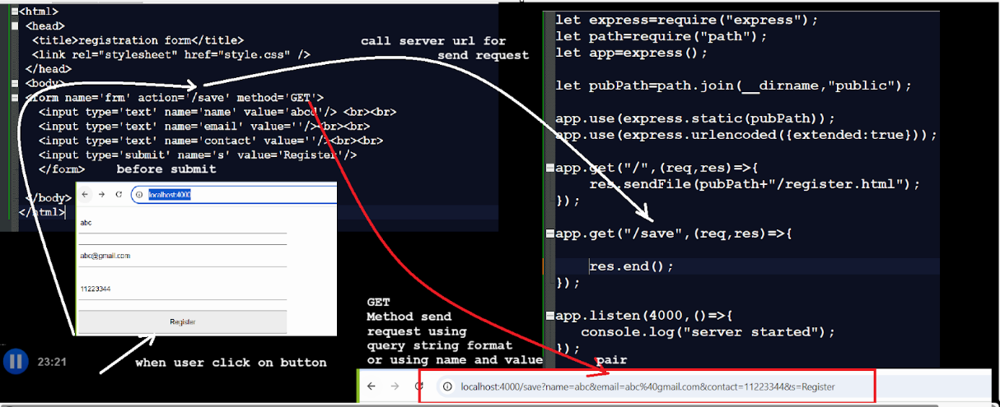 <html>
<head>
<title>registration form</title>
<link rel="stylesheet" href="style.css" />
</head>
<body>
<form name='frm' action='/save' method='GET'>
<input type='text' name='name' value='abcd'/> <br><br>
<input type='text' name='email' value=''/><br><br>
<input type='text' name='contact' value=''/><br><br>
<input type='submit' name='s' value='Register'/>
</form>
before submit
</body>
</html>
localhost:4000
abc
abc@gmail.com
11223344
Register
23:21
when user click on button
call server url for
send request
let express=require("express");
let path=require("path");
let app=express();
let pubPath=path.join(__dirname,"public");
app.use(express.static(pubPath));
app.use(express.urlencoded({extended:true}));
app.get("/",(req,res)=>{
res.sendFile(pubPath+"/register.html");
});
app.get("/save",(req,res)=>{
res.end();
});
app.listen(4000,()=>{
console.log("server started");
});
GET
Method send
request using
query string format
or using name and value pair
localhost:4000/save?name=abc&email=abc%40gmail.com&contact=11223344&s=Register